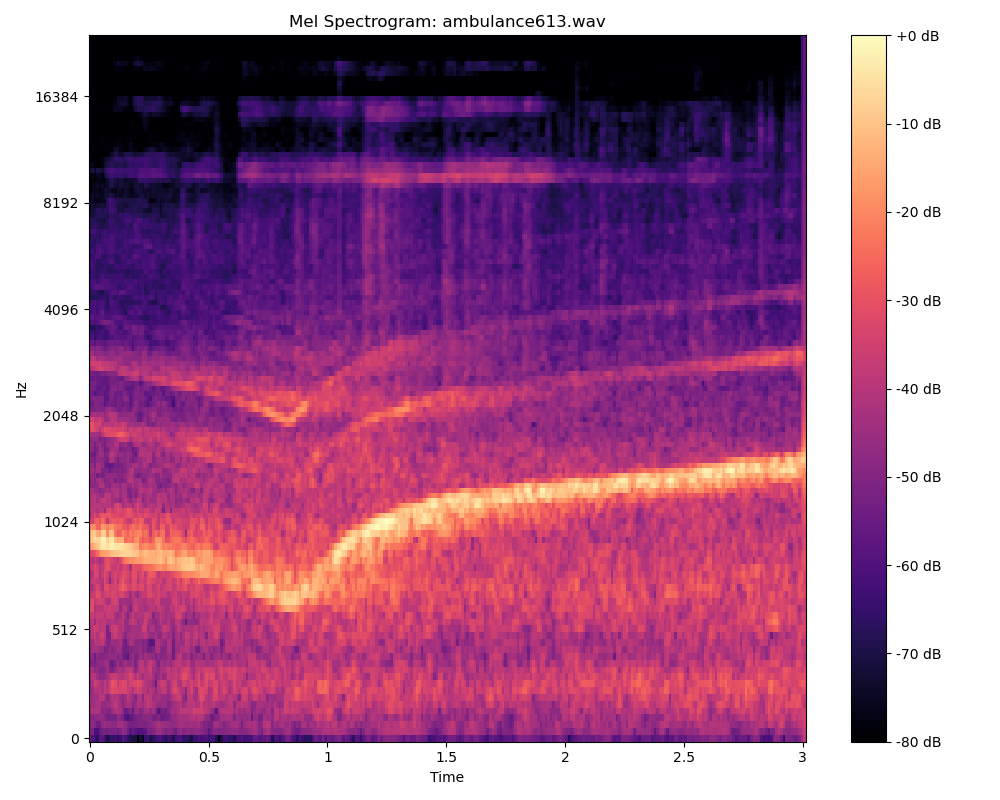 Mel Spectrogram: ambulance613.wav
+0 dB
16384
-10 dB
-20 dB
8192
-30 dB
4096
Hz
-40 dB
2048
-50 dB
1024
-60 dB
512
-70 dB
0
-80 dB
0 0.5 1 1.5 2 2.5 3
Time